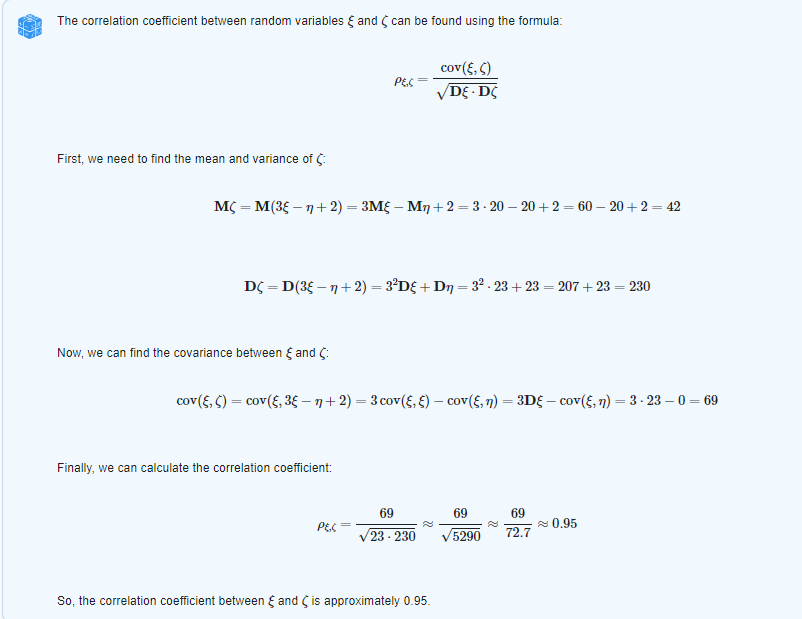 The correlation coefficient between random variables ξ and ζ can be found using the formula:
ρξ,ζ = cov(ξ, ζ) / √(Dξ · Dζ)
First, we need to find the mean and variance of ζ:
Mζ = M(3ξ − η + 2) = 3Mξ − Mη + 2 = 3 · 20 − 20 + 2 = 60 − 20 + 2 = 42
Dζ = D(3ξ − η + 2) = 3²Dξ + Dη = 3² · 23 + 23 = 207 + 23 = 230
Now, we can find the covariance between ξ and ζ:
cov(ξ, ζ) = cov(ξ, 3ξ − η + 2) = 3 cov(ξ, ξ) − cov(ξ, η) = 3Dξ − cov(ξ, η) = 3 · 23 − 0 = 69
Finally, we can calculate the correlation coefficient:
ρξ,ζ = 69 / √(23 · 230) ≈ 69 / √5290 ≈ 69 / 72.7 ≈ 0.95
So, the correlation coefficient between ξ and ζ is approximately 0.95.